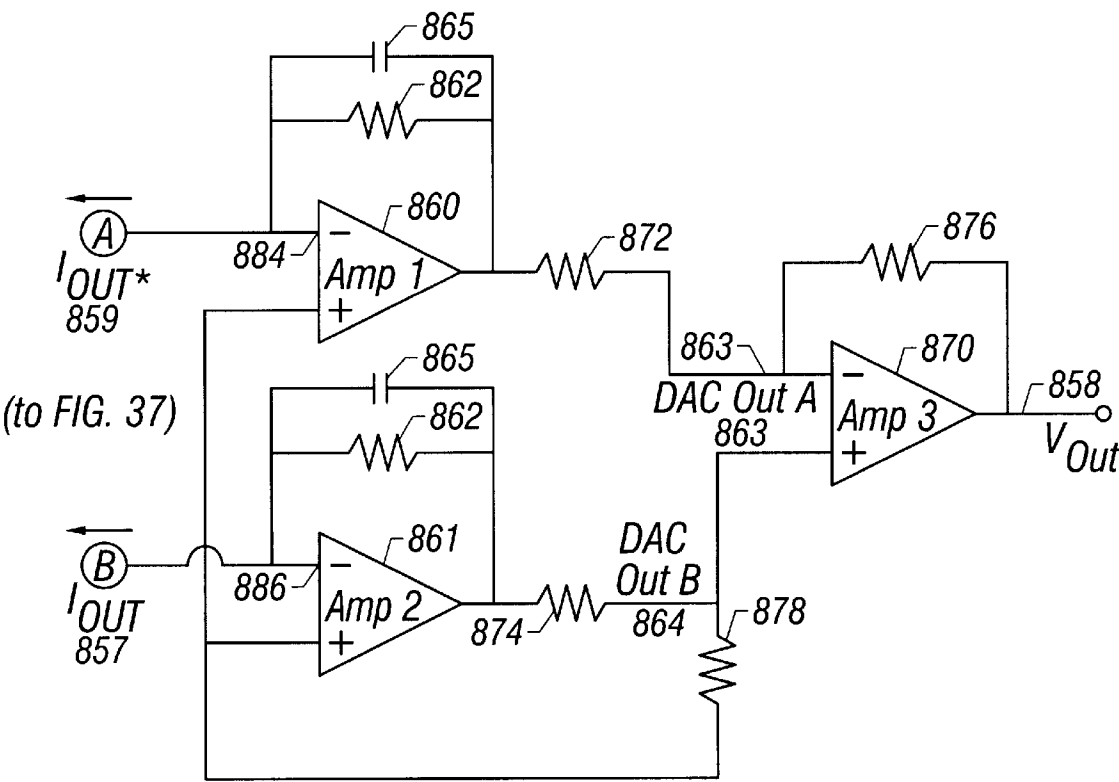 865
862
A
884
−
860
Amp 1
+
I OUT*
859
872
876
863
−
870
DAC Out A
Amp 3
863
+
858
V Out
(to FIG. 37)
865
862
B
886
−
861
Amp 2
+
I OUT
857
874
DAC
Out B
864
878